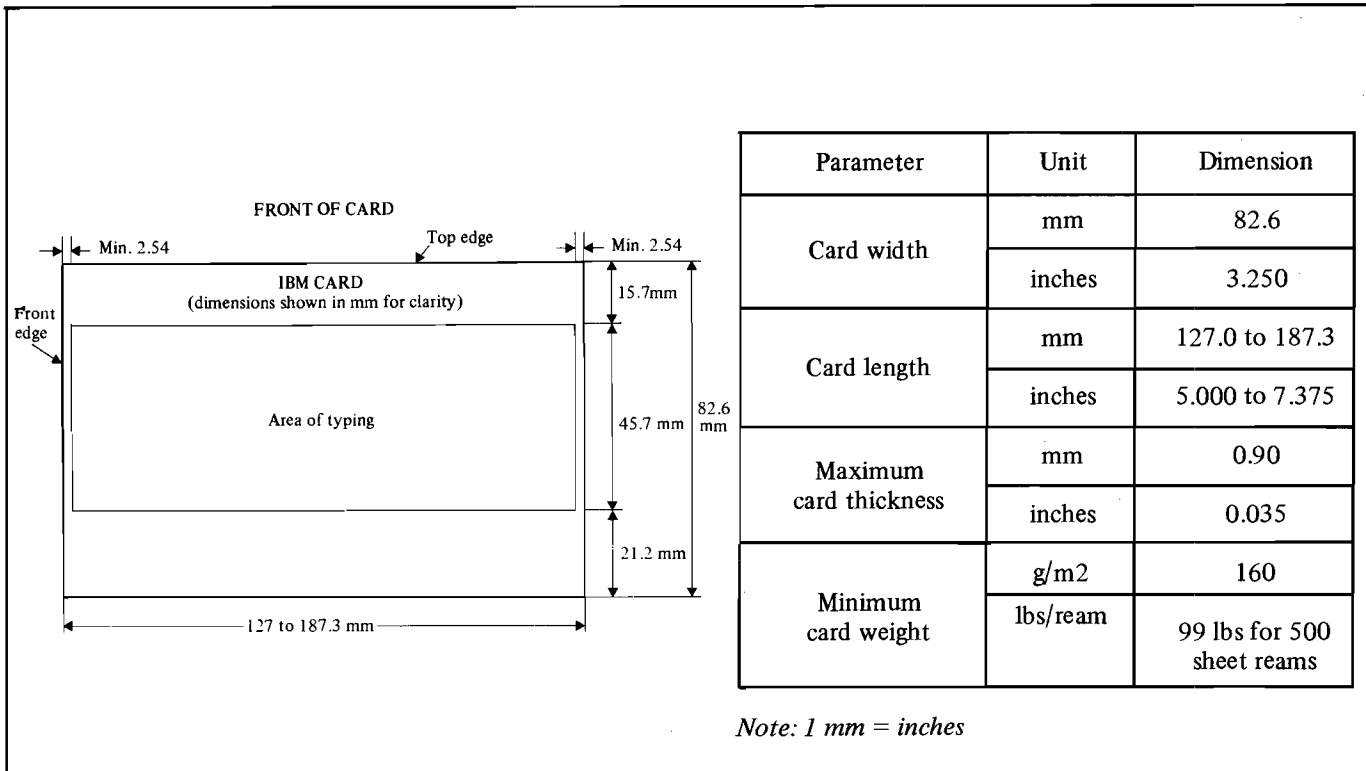 FRONT OF CARD
Min. 2.54
Top edge
Min. 2.54
IBM CARD
(dimensions shown in mm for clarity)
15.7mm
Front
edge
Area of typing
45.7 mm
82.6
mm
21.2 mm
127 to 187.3 mm
Parameter Unit Dimension
Card width
mm 82.6
inches 3.250
Card length
mm 127.0 to 187.3
inches 5.000 to 7.375
Maximum
card thickness
mm 0.90
inches 0.035
Minimum
card weight
g/m2 160
lbs/ream
99 lbs for 500
sheet reams
Note: 1 mm = inches